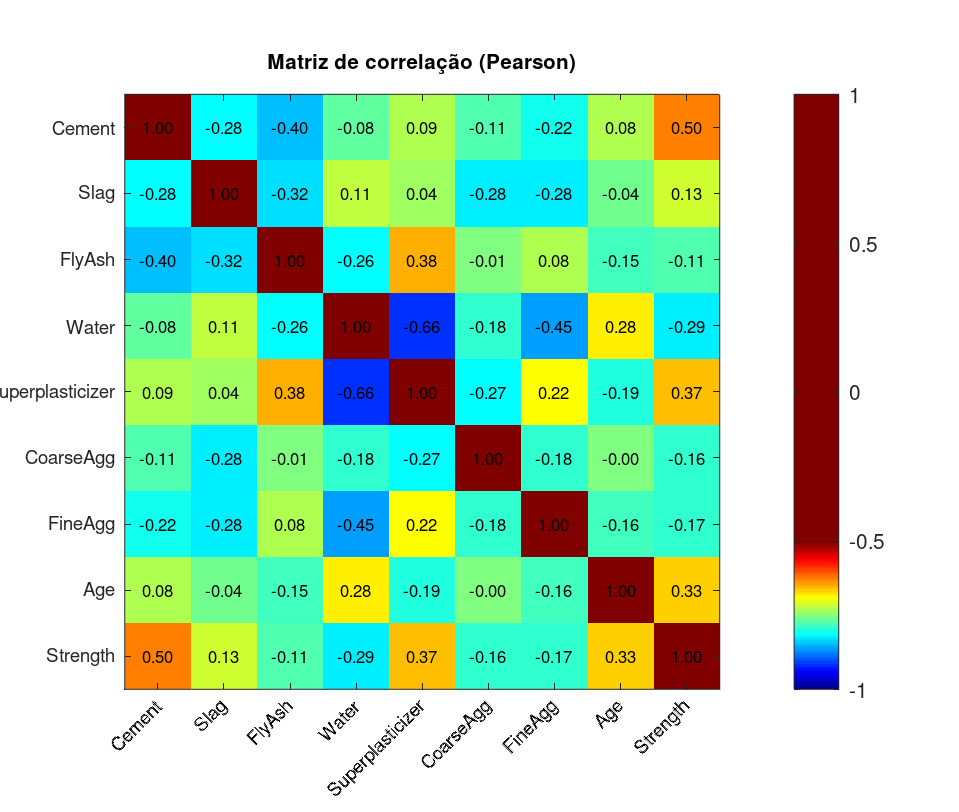 Matriz de correlação (Pearson)
Cement 1.00 -0.28 -0.40 -0.08 0.09 -0.11 -0.22 0.08 0.50
Slag -0.28 1.00 -0.32 0.11 0.04 -0.28 -0.28 -0.04 0.13
FlyAsh -0.40 -0.32 1.00 -0.26 0.38 -0.01 0.08 -0.15 -0.11
Water -0.08 0.11 -0.26 1.00 -0.66 -0.18 -0.45 0.28 -0.29
uperplasticizer 0.09 0.04 0.38 -0.66 1.00 -0.27 0.22 -0.19 0.37
CoarseAgg -0.11 -0.28 -0.01 -0.18 -0.27 1.00 -0.18 -0.00 -0.16
FineAgg -0.22 -0.28 0.08 -0.45 0.22 -0.18 1.00 -0.16 -0.17
Age 0.08 -0.04 -0.15 0.28 -0.19 -0.00 -0.16 1.00 0.33
Strength 0.50 0.13 -0.11 -0.29 0.37 -0.16 -0.17 0.33 1.00
Cement Slag FlyAsh Water Superplasticizer CoarseAgg FineAgg Age Strength
1
0.5
0
-0.5
-1